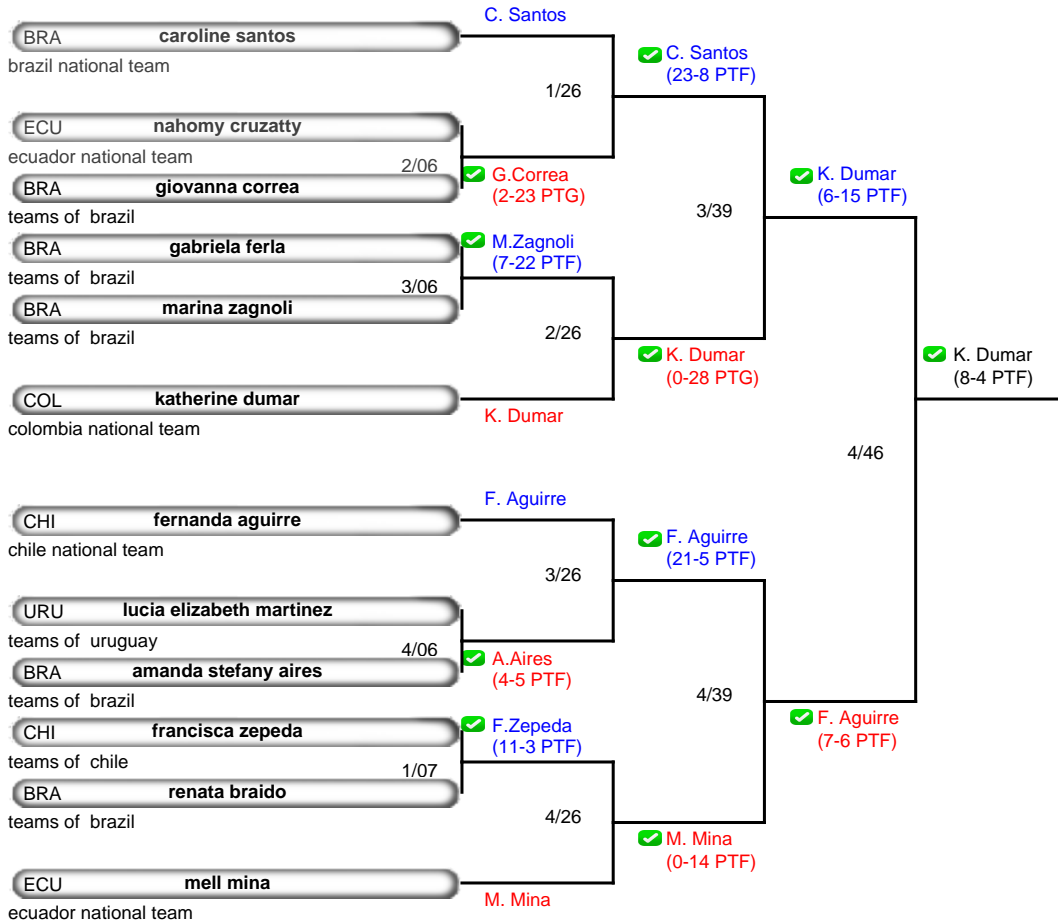 C. Santos
BRA caroline santos
brazil national team
C. Santos
(23-8 PTF)
1/26
ECU nahomy cruzatty
ecuador national team
2/06
G.Correa
(2-23 PTG)
BRA giovanna correa
teams of brazil
K. Dumar
(6-15 PTF)
3/39
BRA gabriela ferla
teams of brazil
M.Zagnoli
(7-22 PTF)
3/06
BRA marina zagnoli
teams of brazil
2/26
K. Dumar
(0-28 PTG)
K. Dumar
(8-4 PTF)
COL katherine dumar
K. Dumar
colombia national team
4/46
F. Aguirre
CHI fernanda aguirre
chile national team
F. Aguirre
(21-5 PTF)
3/26
URU lucia elizabeth martinez
teams of uruguay
4/06
A.Aires
(4-5 PTF)
BRA amanda stefany aires
teams of brazil
4/39
F. Aguirre
(7-6 PTF)
CHI francisca zepeda
teams of chile
F.Zepeda
(11-3 PTF)
1/07
BRA renata braido
teams of brazil
4/26
M. Mina
(0-14 PTF)
ECU mell mina
M. Mina
ecuador national team